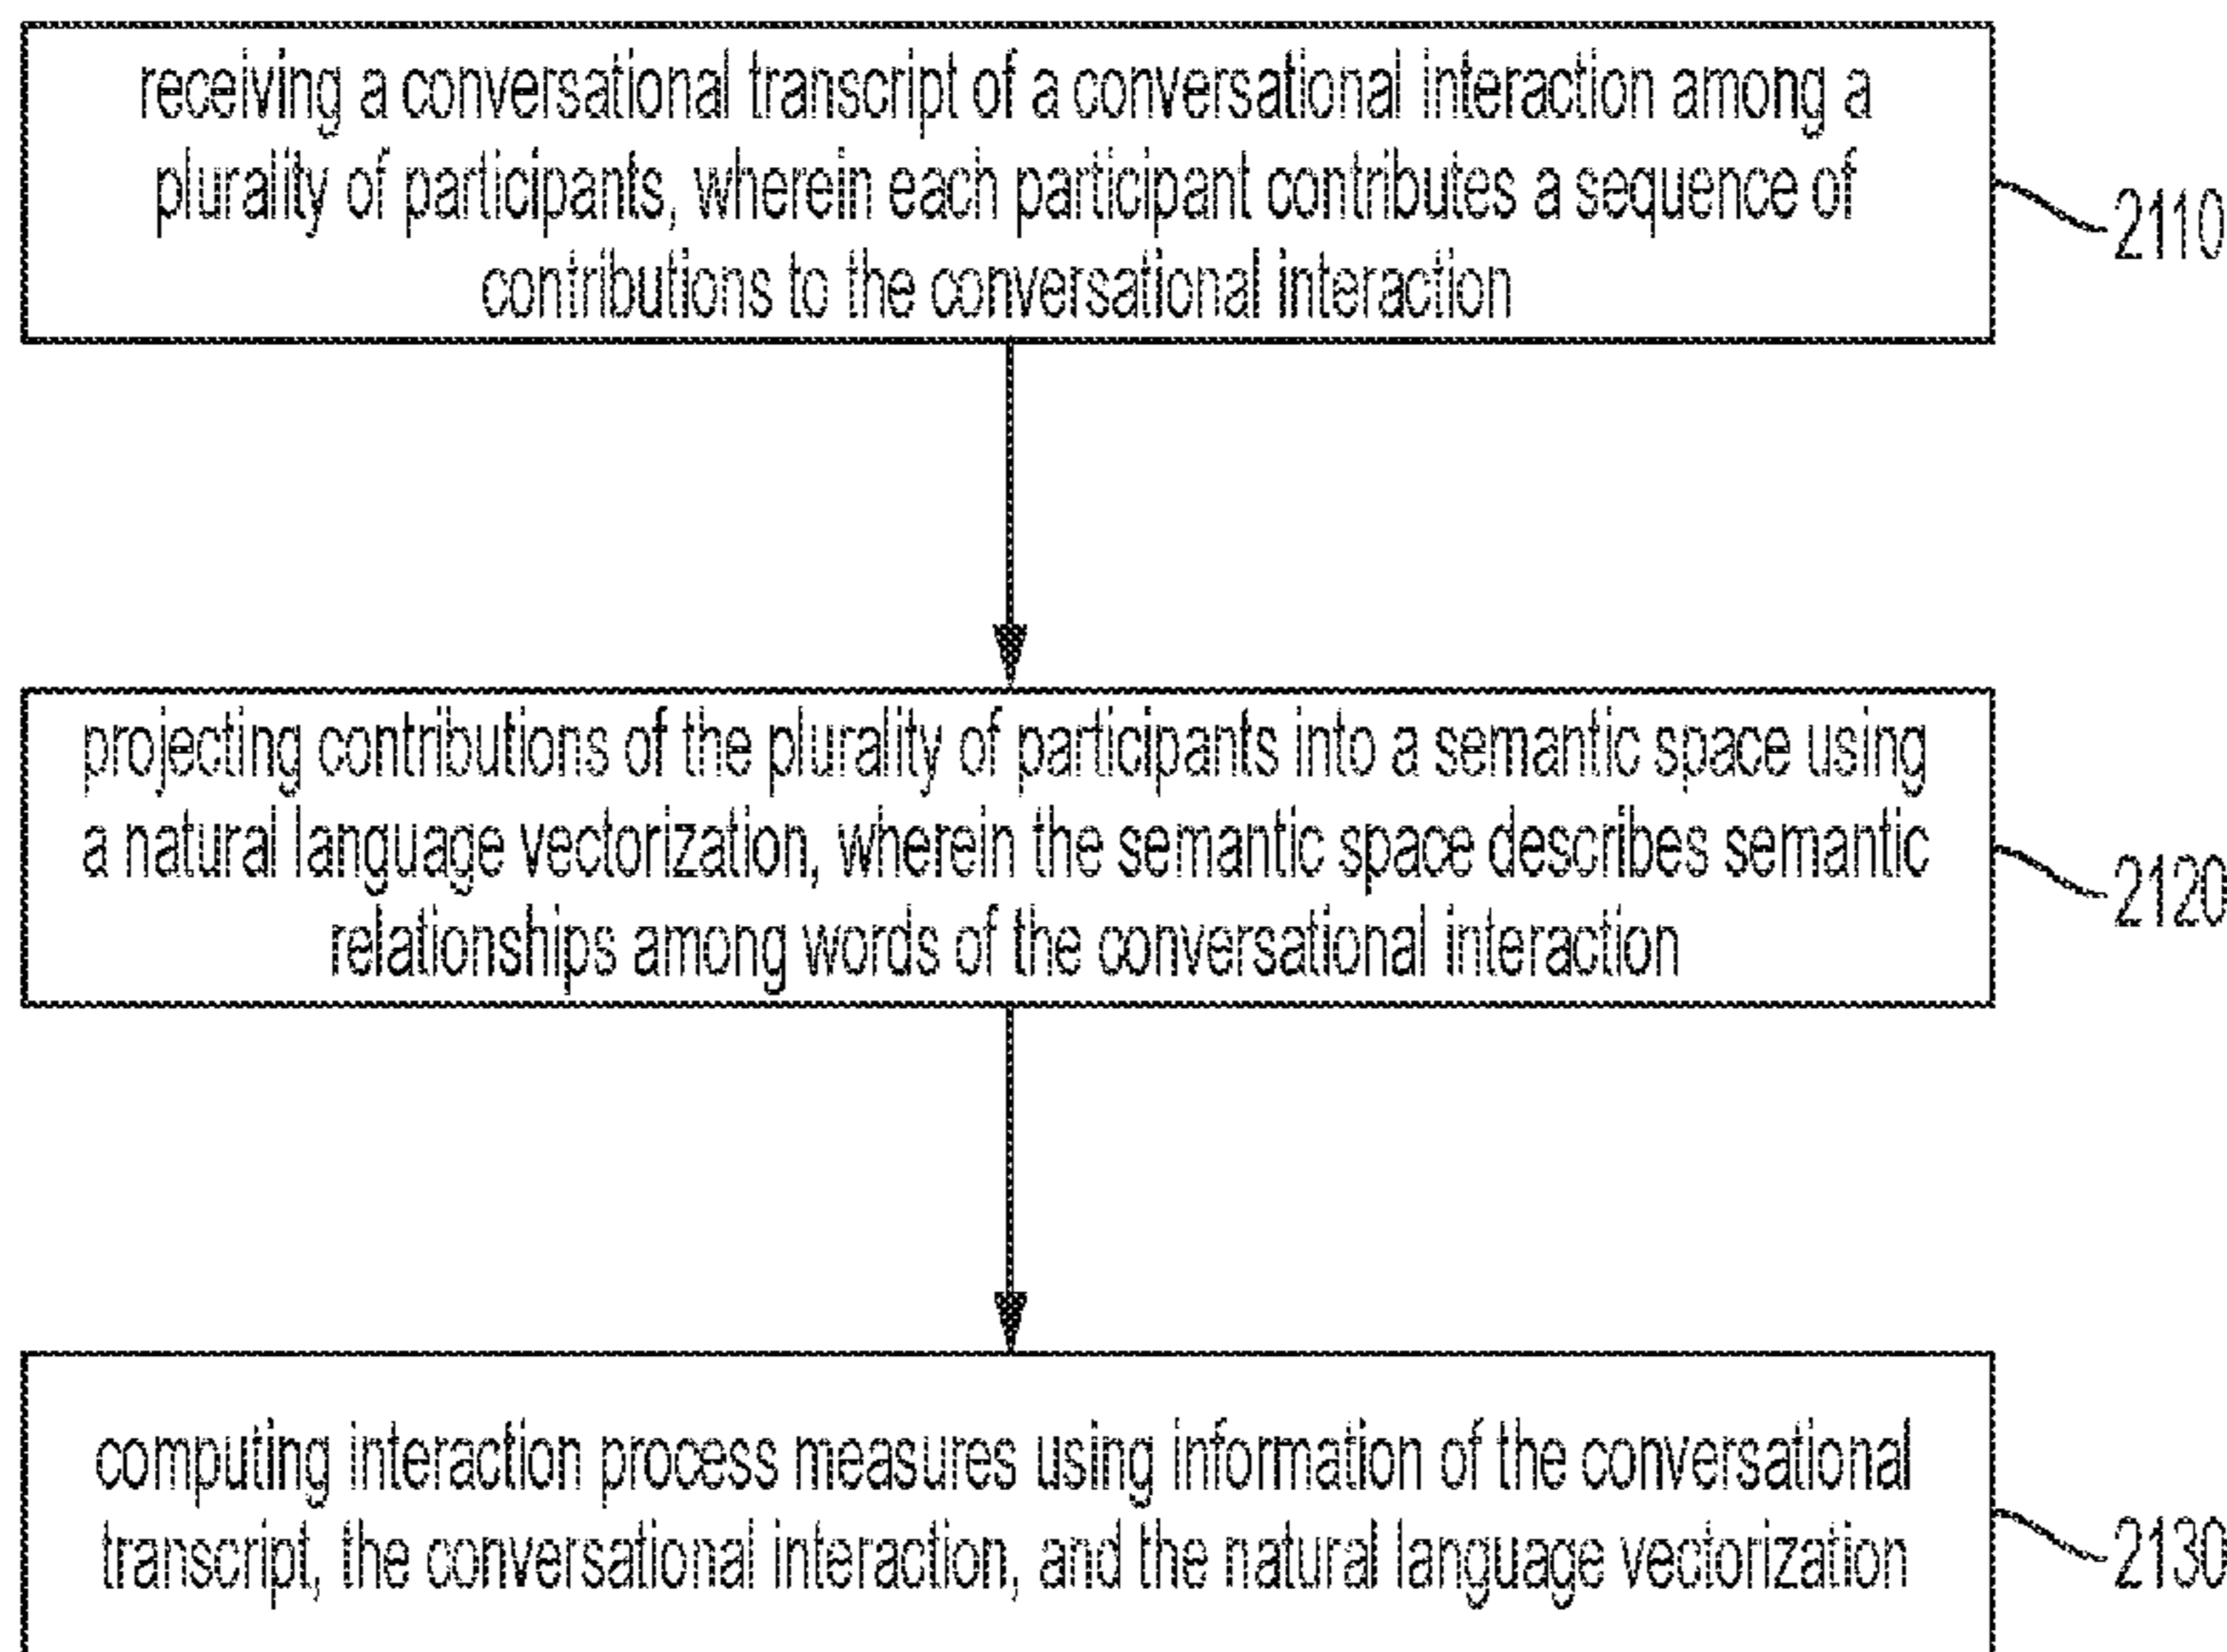 receiving a conversational transcript of a conversational interaction among a
plurality of participants, wherein each participant contributes a sequence of
contributions to the conversational interaction
2110
projecting contributions of the plurality of participants into a semantic space using
a natural language vectorization, wherein the semantic space describes semantic
relationships among words of the conversational interaction
2120
computing interaction process measures using information of the conversational
transcript, the conversational interaction, and the natural language vectorization
2130